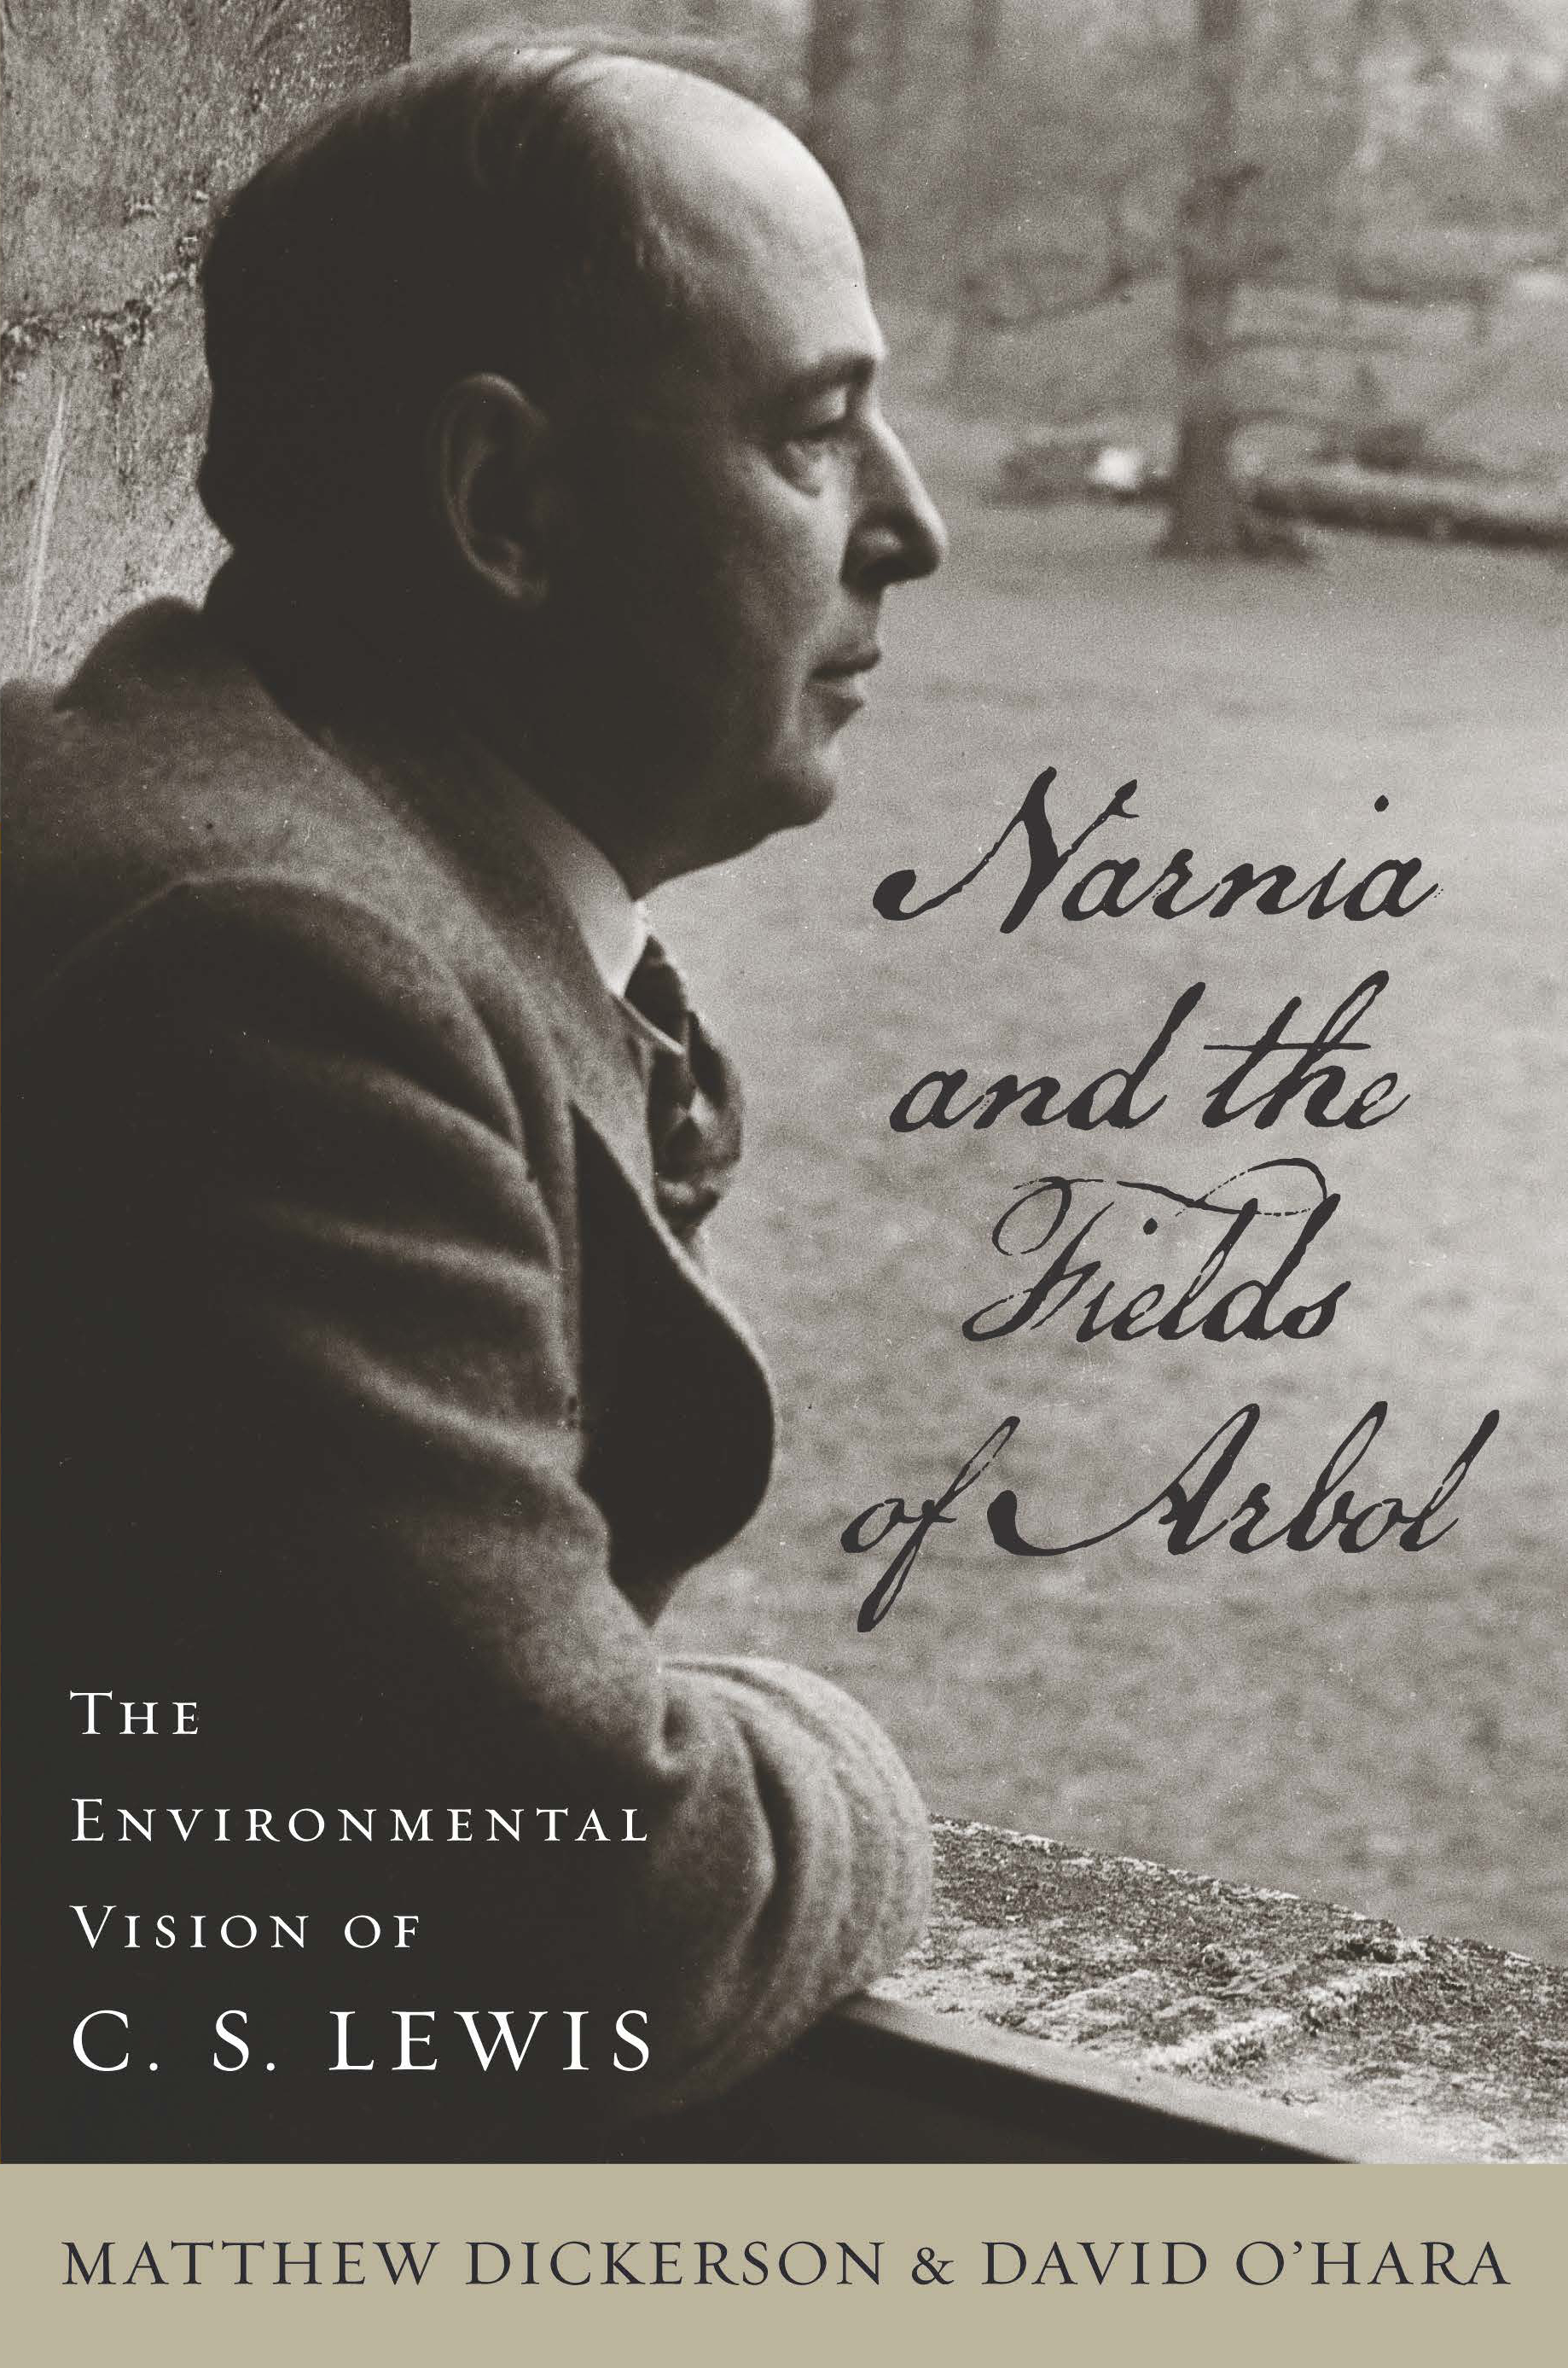 Narnia
and the
Fields
of Arbol
THE
ENVIRONMENTAL
VISION OF
C. S. LEWIS
MATTHEW DICKERSON & DAVID O’HARA